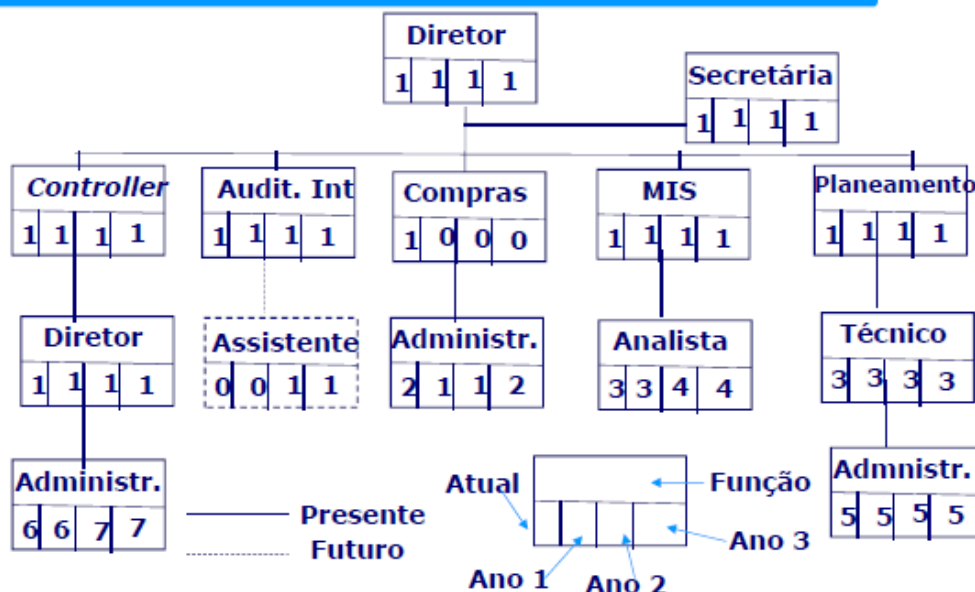 Diretor
1 1 1 1
Secretária
1 1 1 1
Controller
1 1 1 1
Audit. Int
1 1 1 1
Compras
1 0 0 0
MIS
1 1 1 1
Planeamento
1 1 1 1
Diretor
1 1 1 1
Assistente
0 0 1 1
Administr.
2 1 1 2
Analista
3 3 4 4
Técnico
3 3 3 3
Administr.
6 6 7 7
Admnistr.
5 5 5 5
Presente
Futuro
Atual
Função
Ano 3
Ano 1
Ano 2